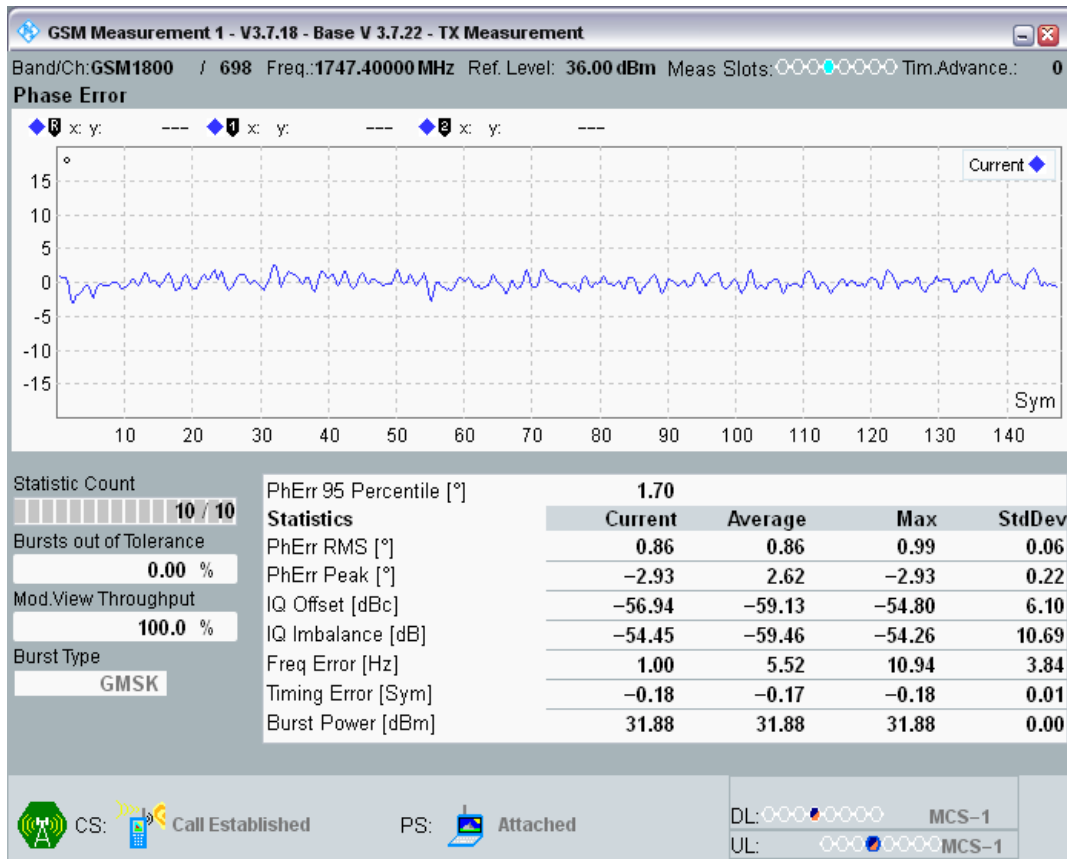 GSM Measurement 1 - V3.7.18 - Base V 3.7.22 - TX Measurement
Band/Ch:GSM1800 / 698 Freq.:1747.40000 MHz Ref. Level: 36.00 dBm Meas Slots: Tim.Advance.: 0
Phase Error
R x: y: --- 1 x: y: --- 2 x: y: ---
°
Current
15
10
5
0
-5
-10
-15
Sym
10 20 30 40 50 60 70 80 90 100 110 120 130 140
Statistic Count
10 / 10
Bursts out of Tolerance
0.00 %
Mod.View Throughput
100.0 %
Burst Type
GMSK
PhErr 95 Percentile [°] 1.70
Statistics Current Average Max StdDev
PhErr RMS [°] 0.86 0.86 0.99 0.06
PhErr Peak [°] −2.93 2.62 −2.93 0.22
IQ Offset [dBc] −56.94 −59.13 −54.80 6.10
IQ Imbalance [dB] −54.45 −59.46 −54.26 10.69
Freq Error [Hz] 1.00 5.52 10.94 3.84
Timing Error [Sym] −0.18 −0.17 −0.18 0.01
Burst Power [dBm] 31.88 31.88 31.88 0.00
CS: Call Established PS: Attached
DL: MCS−1
UL: MCS−1